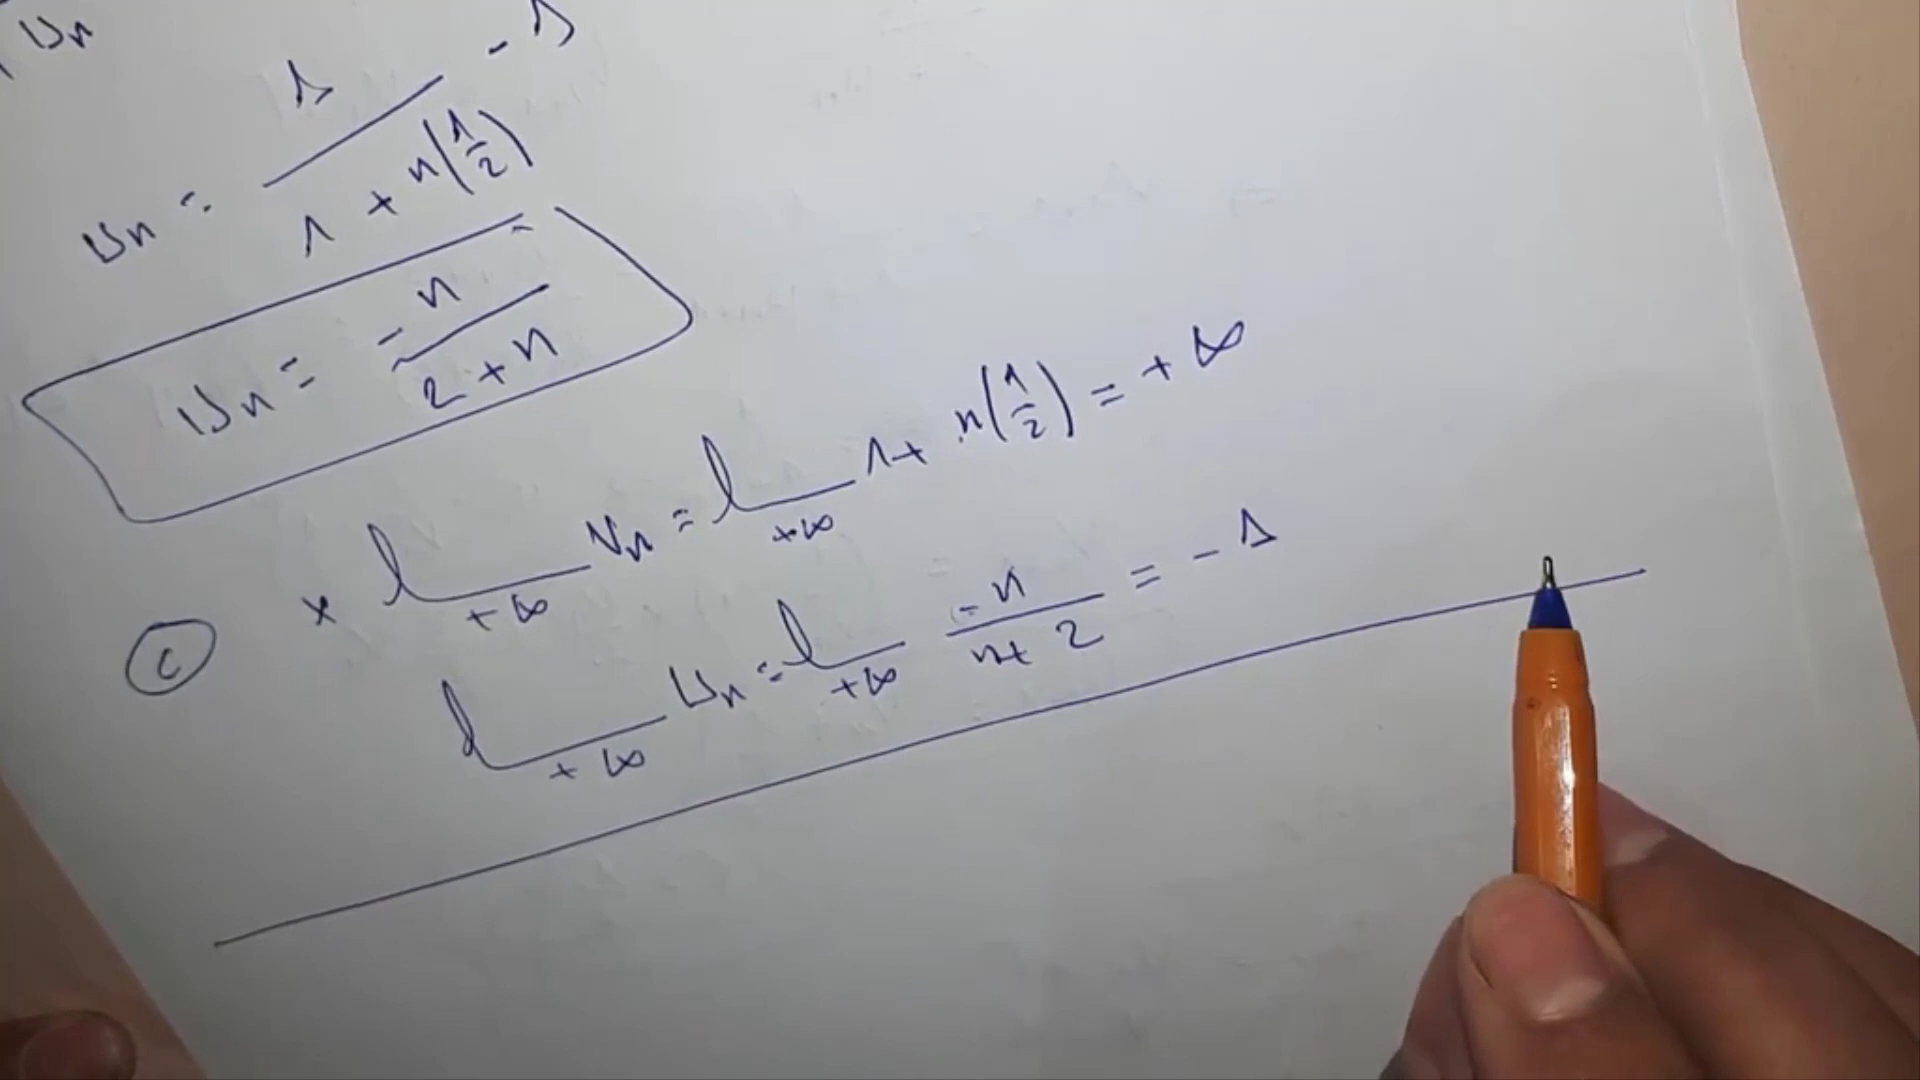 Un
Un = 1 / (1 + n(1/2)) - 1
Un = -n / (2 + n)
c × lim +∞ Vn = lim +∞ 1 + n(1/2) = +∞
lim +∞ Un = lim +∞ -n / (n + 2) = -1